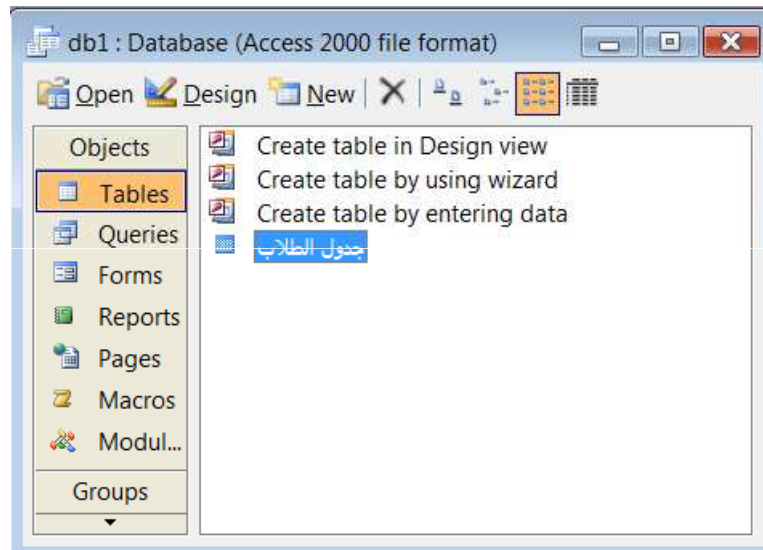 db1 : Database (Access 2000 file format)
Open Design New
Objects
Tables
Queries
Forms
Reports
Pages
Macros
Modul...
Groups
Create table in Design view
Create table by using wizard
Create table by entering data
جدول الطلاب